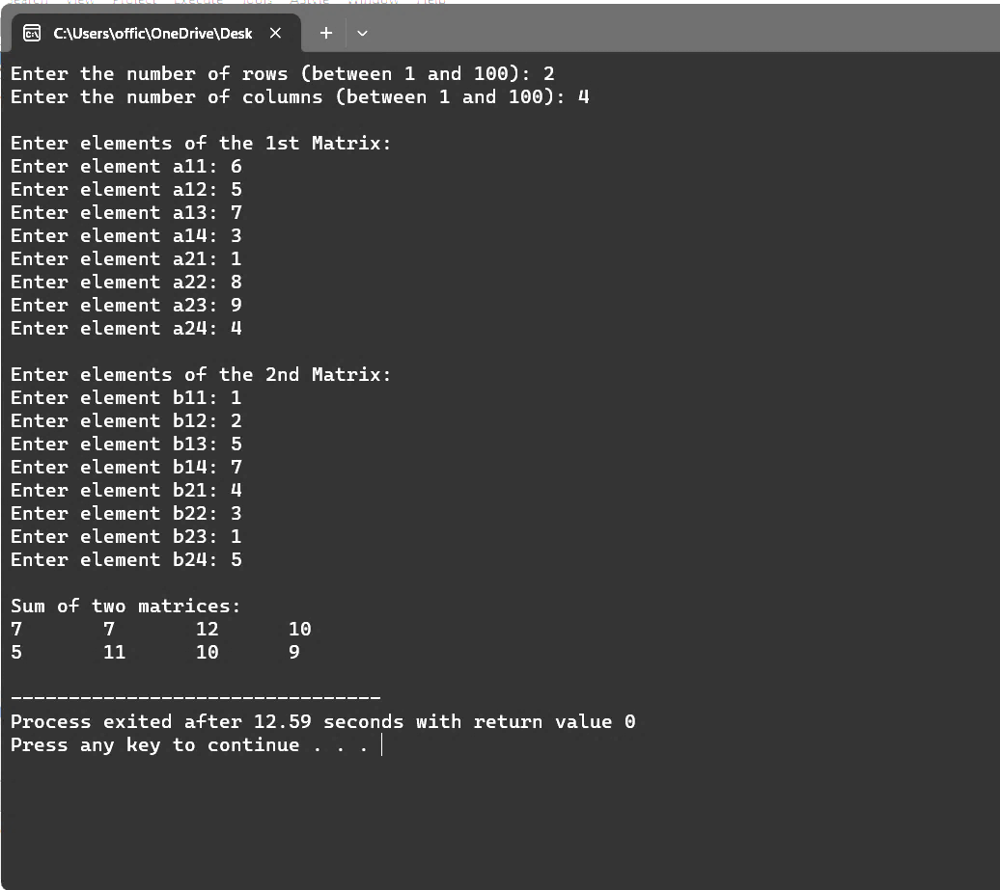 C:\Users\offic\OneDrive\Desk
Enter the number of rows (between 1 and 100): 2
Enter the number of columns (between 1 and 100): 4
Enter elements of the 1st Matrix:
Enter element a11: 6
Enter element a12: 5
Enter element a13: 7
Enter element a14: 3
Enter element a21: 1
Enter element a22: 8
Enter element a23: 9
Enter element a24: 4
Enter elements of the 2nd Matrix:
Enter element b11: 1
Enter element b12: 2
Enter element b13: 5
Enter element b14: 7
Enter element b21: 4
Enter element b22: 3
Enter element b23: 1
Enter element b24: 5
Sum of two matrices:
7 7 12 10
5 11 10 9
--------------------------------
Process exited after 12.59 seconds with return value 0
Press any key to continue . . .